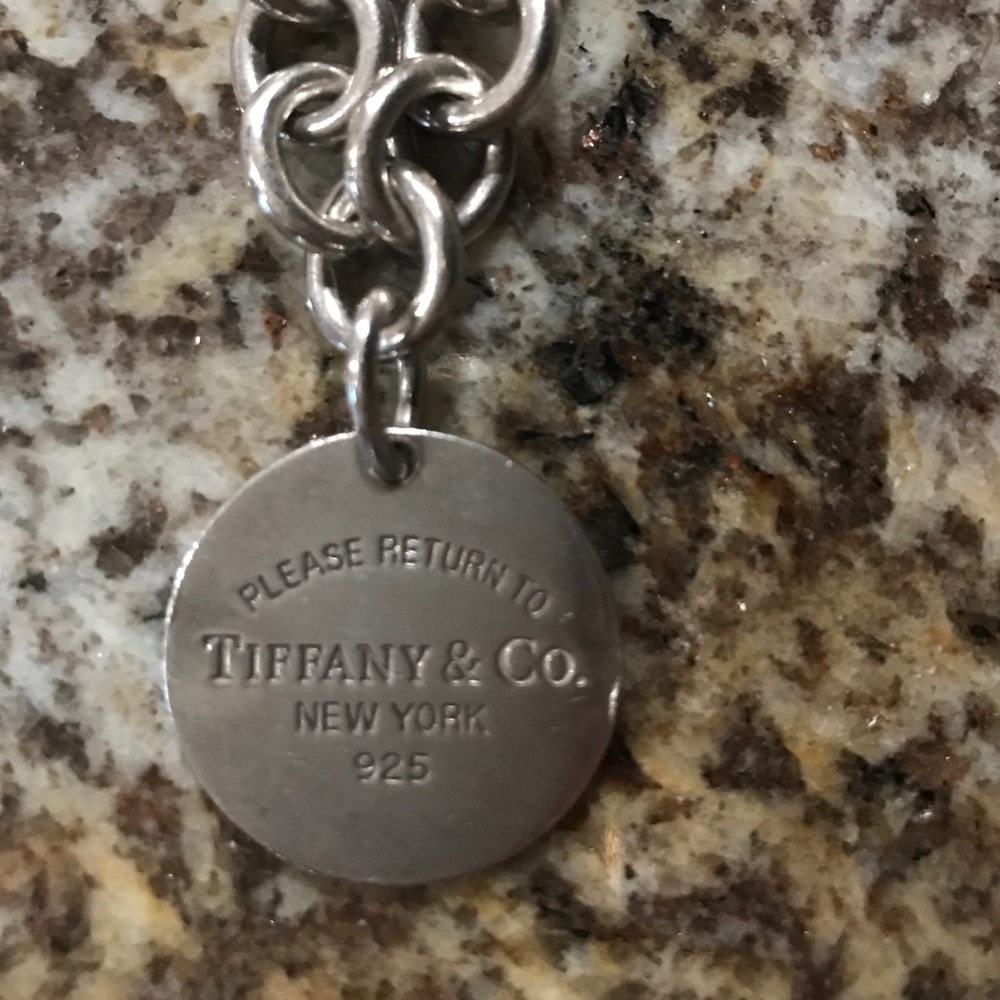 PLEASE RETURN TO
TIFFANY & CO.
NEW YORK
925